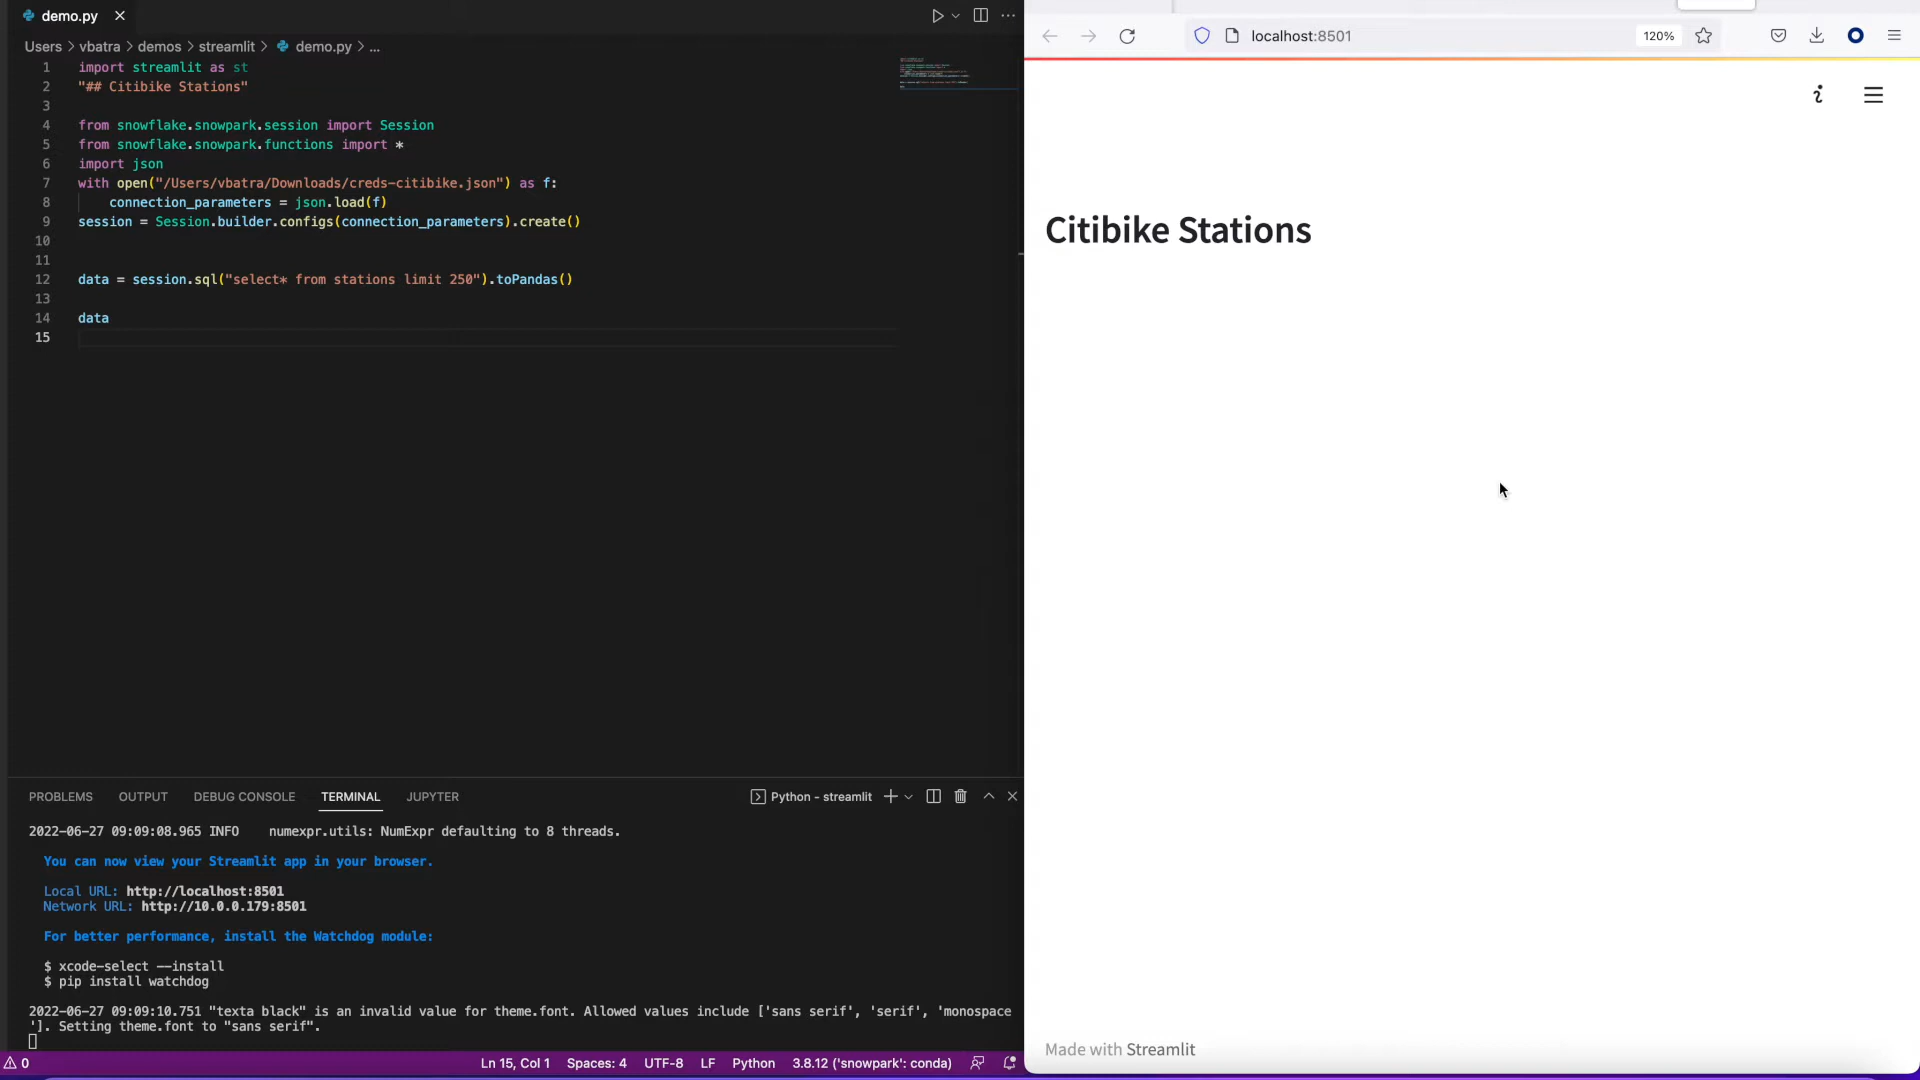 demo.py
Users > vbatra > demos > streamlit > demo.py > ...
1 import streamlit as st
2 "## Citibike Stations"
3
4 from snowflake.snowpark.session import Session
5 from snowflake.snowpark.functions import *
6 import json
7 with open("/Users/vbatra/Downloads/creds-citibike.json") as f:
8 connection_parameters = json.load(f)
9 session = Session.builder.configs(connection_parameters).create()
10
11
12 data = session.sql("select* from stations limit 250").toPandas()
13
14 data
15
PROBLEMS OUTPUT DEBUG CONSOLE TERMINAL JUPYTER Python - streamlit
2022-06-27 09:09:08.965 INFO numexpr.utils: NumExpr defaulting to 8 threads.
You can now view your Streamlit app in your browser.
Local URL: http://localhost:8501
Network URL: http://10.0.0.179:8501
For better performance, install the Watchdog module:
$ xcode-select --install
$ pip install watchdog
2022-06-27 09:09:10.751 "texta black" is an invalid value for theme.font. Allowed values include ['sans serif', 'serif', 'monospace
']. Setting theme.font to "sans serif".
0 Ln 15, Col 1 Spaces: 4 UTF-8 LF Python 3.8.12 ('snowpark': conda)
localhost:8501 120%
Citibike Stations
Made with Streamlit